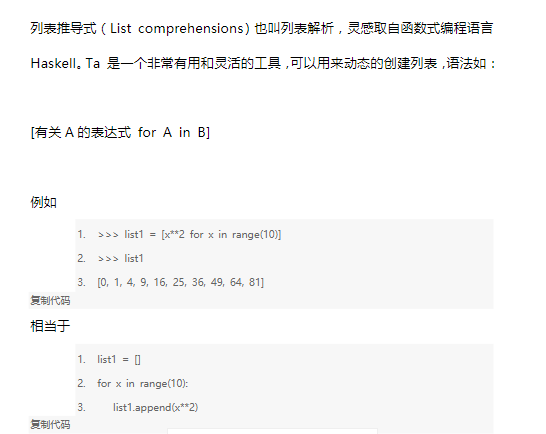 列表推导式（List comprehensions）也叫列表解析，灵感取自函数式编程语言
Haskell。Ta 是一个非常有用和灵活的工具，可以用来动态的创建列表，语法如：
[有关 A 的表达式 for A in B]
例如
1. >>> list1 = [x**2 for x in range(10)]
2. >>> list1
3. [0, 1, 4, 9, 16, 25, 36, 49, 64, 81]
复制代码
相当于
1. list1 = []
2. for x in range(10):
3. list1.append(x**2)
复制代码